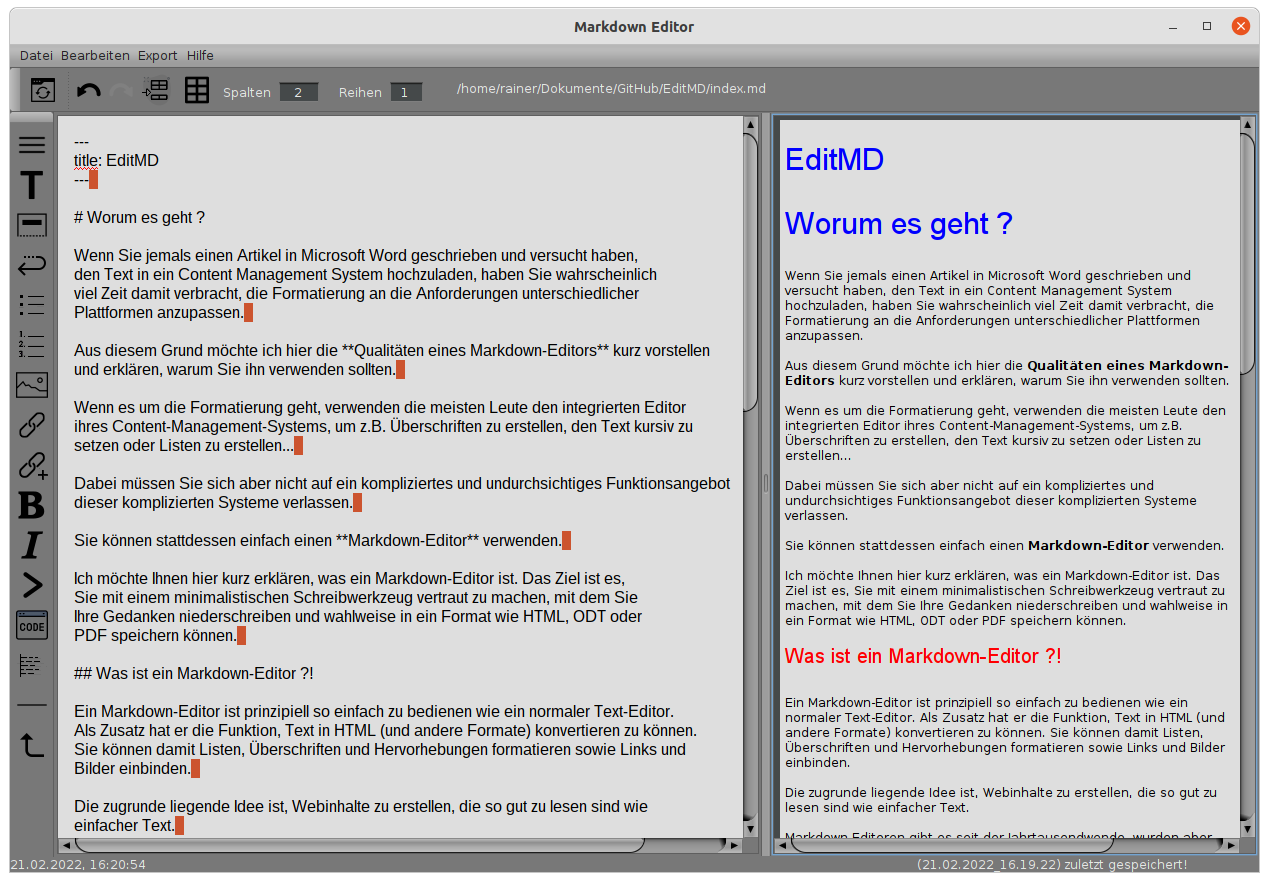 Markdown Editor
Datei Bearbeiten Export Hilfe
Spalten 2 Reihen 1 /home/rainer/Dokumente/GitHub/EditMD/index.md
---
title: EditMD
---
# Worum es geht ?
Wenn Sie jemals einen Artikel in Microsoft Word geschrieben und versucht haben,
den Text in ein Content Management System hochzuladen, haben Sie wahrscheinlich
viel Zeit damit verbracht, die Formatierung an die Anforderungen unterschiedlicher
Plattformen anzupassen.
Aus diesem Grund möchte ich hier die **Qualitäten eines Markdown-Editors** kurz vorstellen
und erklären, warum Sie ihn verwenden sollten.
Wenn es um die Formatierung geht, verwenden die meisten Leute den integrierten Editor
ihres Content-Management-Systems, um z.B. Überschriften zu erstellen, den Text kursiv zu
setzen oder Listen zu erstellen...
Dabei müssen Sie sich aber nicht auf ein kompliziertes und undurchsichtiges Funktionsangebot
dieser komplizierten Systeme verlassen.
Sie können stattdessen einfach einen **Markdown-Editor** verwenden.
Ich möchte Ihnen hier kurz erklären, was ein Markdown-Editor ist. Das Ziel ist es,
Sie mit einem minimalistischen Schreibwerkzeug vertraut zu machen, mit dem Sie
Ihre Gedanken niederschreiben und wahlweise in ein Format wie HTML, ODT oder
PDF speichern können.
## Was ist ein Markdown-Editor ?!
Ein Markdown-Editor ist prinzipiell so einfach zu bedienen wie ein normaler Text-Editor.
Als Zusatz hat er die Funktion, Text in HTML (und andere Formate) konvertieren zu können.
Sie können damit Listen, Überschriften und Hervorhebungen formatieren sowie Links und
Bilder einbinden.
Die zugrunde liegende Idee ist, Webinhalte zu erstellen, die so gut zu lesen sind wie
einfacher Text.
T
1.
2.
3.
B
I
>
CODE
EditMD
Worum es geht ?
Wenn Sie jemals einen Artikel in Microsoft Word geschrieben und
versucht haben, den Text in ein Content Management System
hochzuladen, haben Sie wahrscheinlich viel Zeit damit verbracht, die
Formatierung an die Anforderungen unterschiedlicher Plattformen
anzupassen.
Aus diesem Grund möchte ich hier die Qualitäten eines Markdown-
Editors kurz vorstellen und erklären, warum Sie ihn verwenden sollten.
Wenn es um die Formatierung geht, verwenden die meisten Leute den
integrierten Editor ihres Content-Management-Systems, um z.B.
Überschriften zu erstellen, den Text kursiv zu setzen oder Listen zu
erstellen...
Dabei müssen Sie sich aber nicht auf ein kompliziertes und
undurchsichtiges Funktionsangebot dieser komplizierten Systeme
verlassen.
Sie können stattdessen einfach einen Markdown-Editor verwenden.
Ich möchte Ihnen hier kurz erklären, was ein Markdown-Editor ist. Das
Ziel ist es, Sie mit einem minimalistischen Schreibwerkzeug vertraut zu
machen, mit dem Sie Ihre Gedanken niederschreiben und wahlweise in
ein Format wie HTML, ODT oder PDF speichern können.
Was ist ein Markdown-Editor ?!
Ein Markdown-Editor ist prinzipiell so einfach zu bedienen wie ein
normaler Text-Editor. Als Zusatz hat er die Funktion, Text in HTML (und
andere Formate) konvertieren zu können. Sie können damit Listen,
Überschriften und Hervorhebungen formatieren sowie Links und Bilder
einbinden.
Die zugrunde liegende Idee ist, Webinhalte zu erstellen, die so gut zu
lesen sind wie einfacher Text.
Markdown Editoren gibt es seit der Jahrtausendwende, wurden aber
21.02.2022, 16:20:54
(21.02.2022_16.19.22) zuletzt gespeichert!